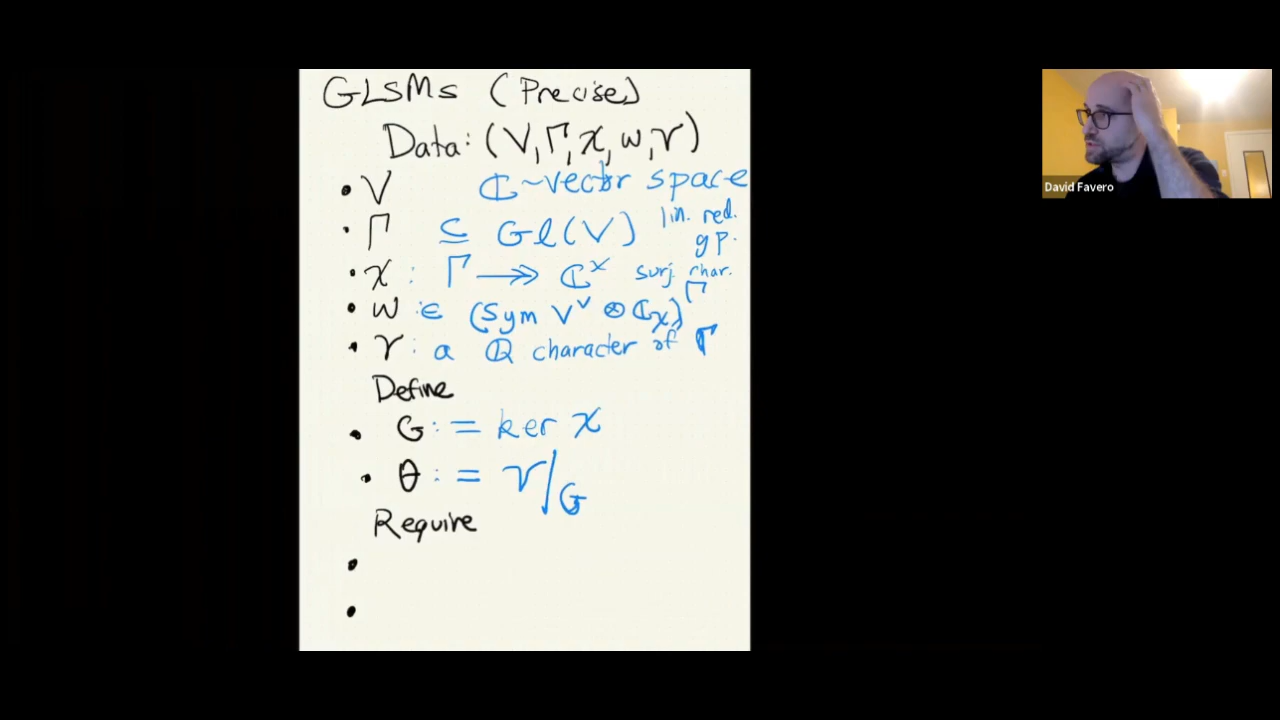 GLSMs (Precise)
Data: (V, Γ, χ, w, ν)
• V ℂ-vector space
• Γ ⊆ Gl(V) lin. red. gp.
• χ : Γ ↠ ℂ^× surj. char.
• w : ∈ (Sym V^∨ ⊗ ℂ_χ)^Γ
• ν : a ℚ character of Γ
Define
• G := ker χ
• θ := ν/G
Require
•
•
David Favero